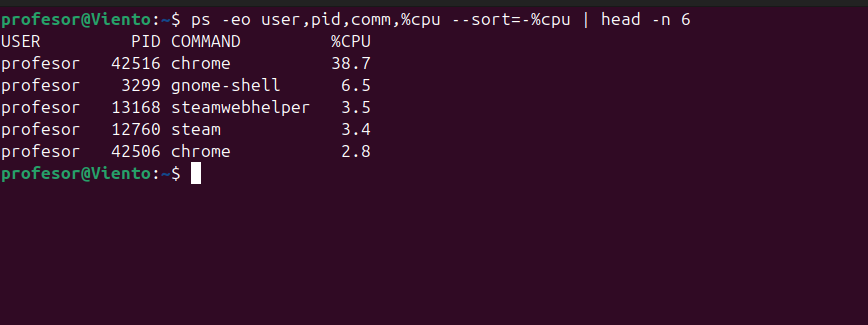 profesor@Viento:~$ ps -eo user,pid,comm,%cpu --sort=-%cpu | head -n 6
USER         PID COMMAND         %CPU
profesor   42516 chrome          38.7
profesor    3299 gnome-shell      6.5
profesor   13168 steamwebhelper   3.5
profesor   12760 steam            3.4
profesor   42506 chrome           2.8
profesor@Viento:~$